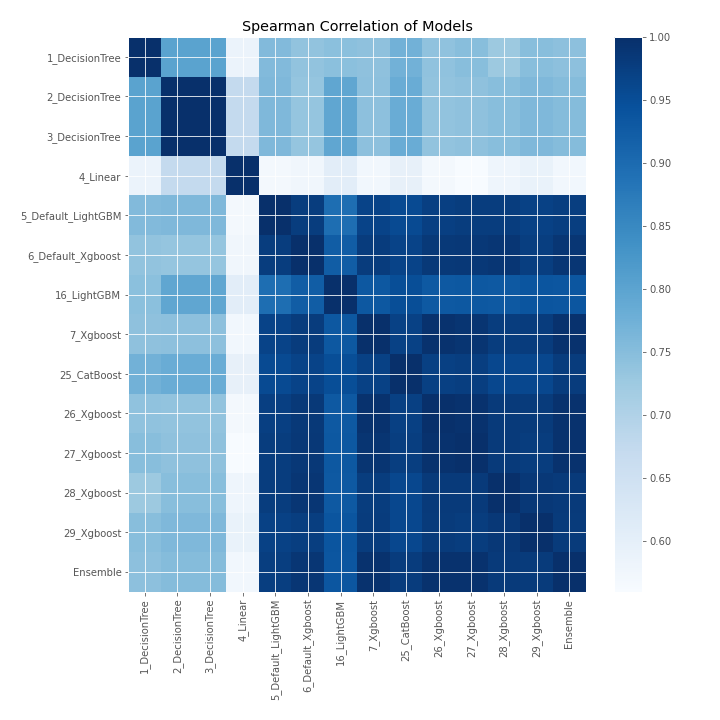 Spearman Correlation of Models
1_DecisionTree
2_DecisionTree
3_DecisionTree
4_Linear
5_Default_LightGBM
6_Default_Xgboost
16_LightGBM
7_Xgboost
25_CatBoost
26_Xgboost
27_Xgboost
28_Xgboost
29_Xgboost
Ensemble
1_DecisionTree
2_DecisionTree
3_DecisionTree
4_Linear
5_Default_LightGBM
6_Default_Xgboost
16_LightGBM
7_Xgboost
25_CatBoost
26_Xgboost
27_Xgboost
28_Xgboost
29_Xgboost
Ensemble
1.00
0.95
0.90
0.85
0.80
0.75
0.70
0.65
0.60